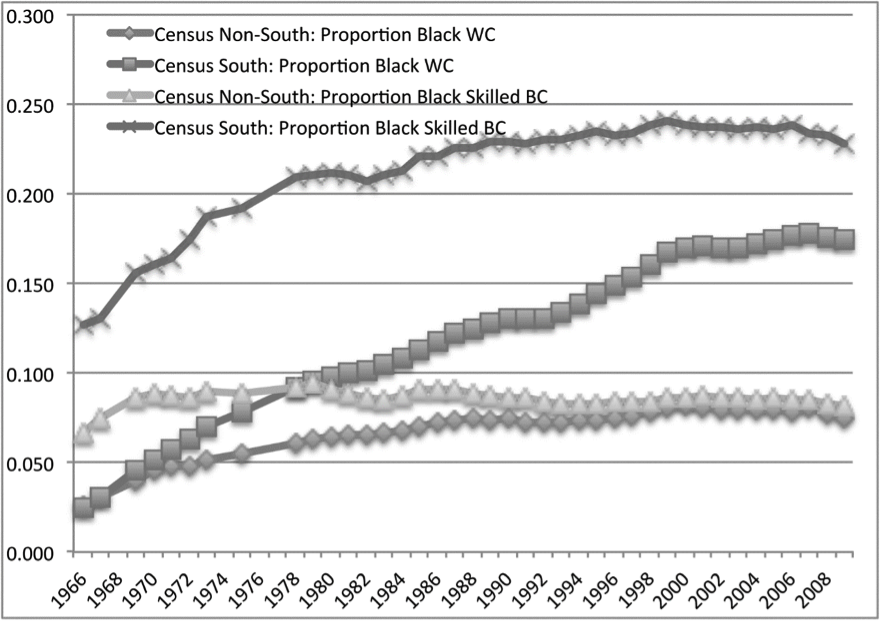 0.300
Census Non-South: Proportion Black WC
Census South: Proportion Black WC
0.250
Census Non-South: Proportion Black Skilled BC
Census South: Proportion Black Skilled BC
0.200
0.150
0.100
0.050
0.000
1966 1968 1970 1972 1974 1976 1978 1980 1982 1984 1986 1988 1990 1992 1994 1996 1998 2000 2002 2004 2006 2008